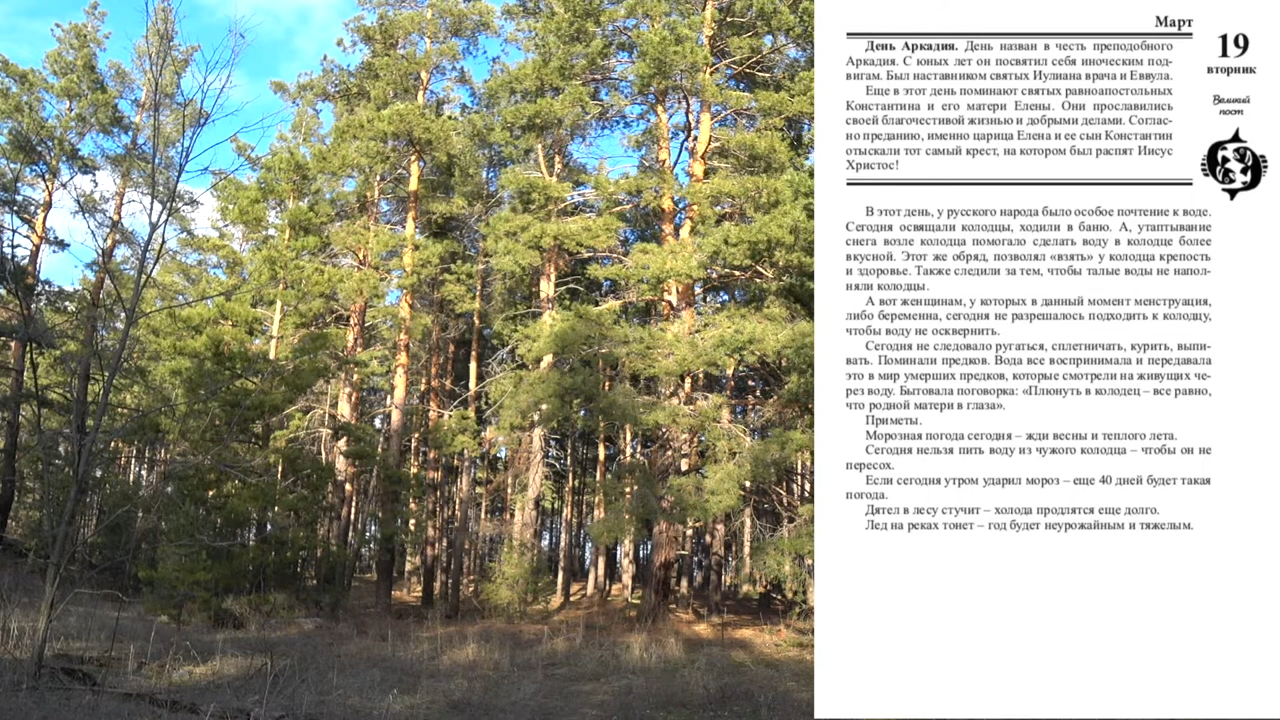 Март
19
вторник
Великий
пост
День Аркадия. День назван в честь преподобного
Аркадия. С юных лет он посвятил себя иноческим под-
вигам. Был наставником святых Иулиана врача и Еввула.
Еще в этот день поминают святых равноапостольных
Константина и его матери Елены. Они прославились
своей благочестивой жизнью и добрыми делами. Соглас-
но преданию, именно царица Елена и ее сын Константин
отыскали тот самый крест, на котором был распят Иисус
Христос!
В этот день, у русского народа было особое почтение к воде.
Сегодня освящали колодцы, ходили в баню. А, утаптывание
снега возле колодца помогало сделать воду в колодце более
вкусной. Этот же обряд, позволял «взять» у колодца крепость
и здоровье. Также следили за тем, чтобы талые воды не напол-
няли колодцы.
А вот женщинам, у которых в данный момент менструация,
либо беременна, сегодня не разрешалось подходить к колодцу,
чтобы воду не осквернить.
Сегодня не следовало ругаться, сплетничать, курить, выпи-
вать. Поминали предков. Вода все воспринимала и передавала
это в мир умерших предков, которые смотрели на живущих че-
рез воду. Бытовала поговорка: «Плюнуть в колодец – все равно,
что родной матери в глаза».
Приметы.
Морозная погода сегодня – жди весны и теплого лета.
Сегодня нельзя пить воду из чужого колодца – чтобы он не
пересох.
Если сегодня утром ударил мороз – еще 40 дней будет такая
погода.
Дятел в лесу стучит – холода продлятся еще долго.
Лед на реках тонет – год будет неурожайным и тяжелым.